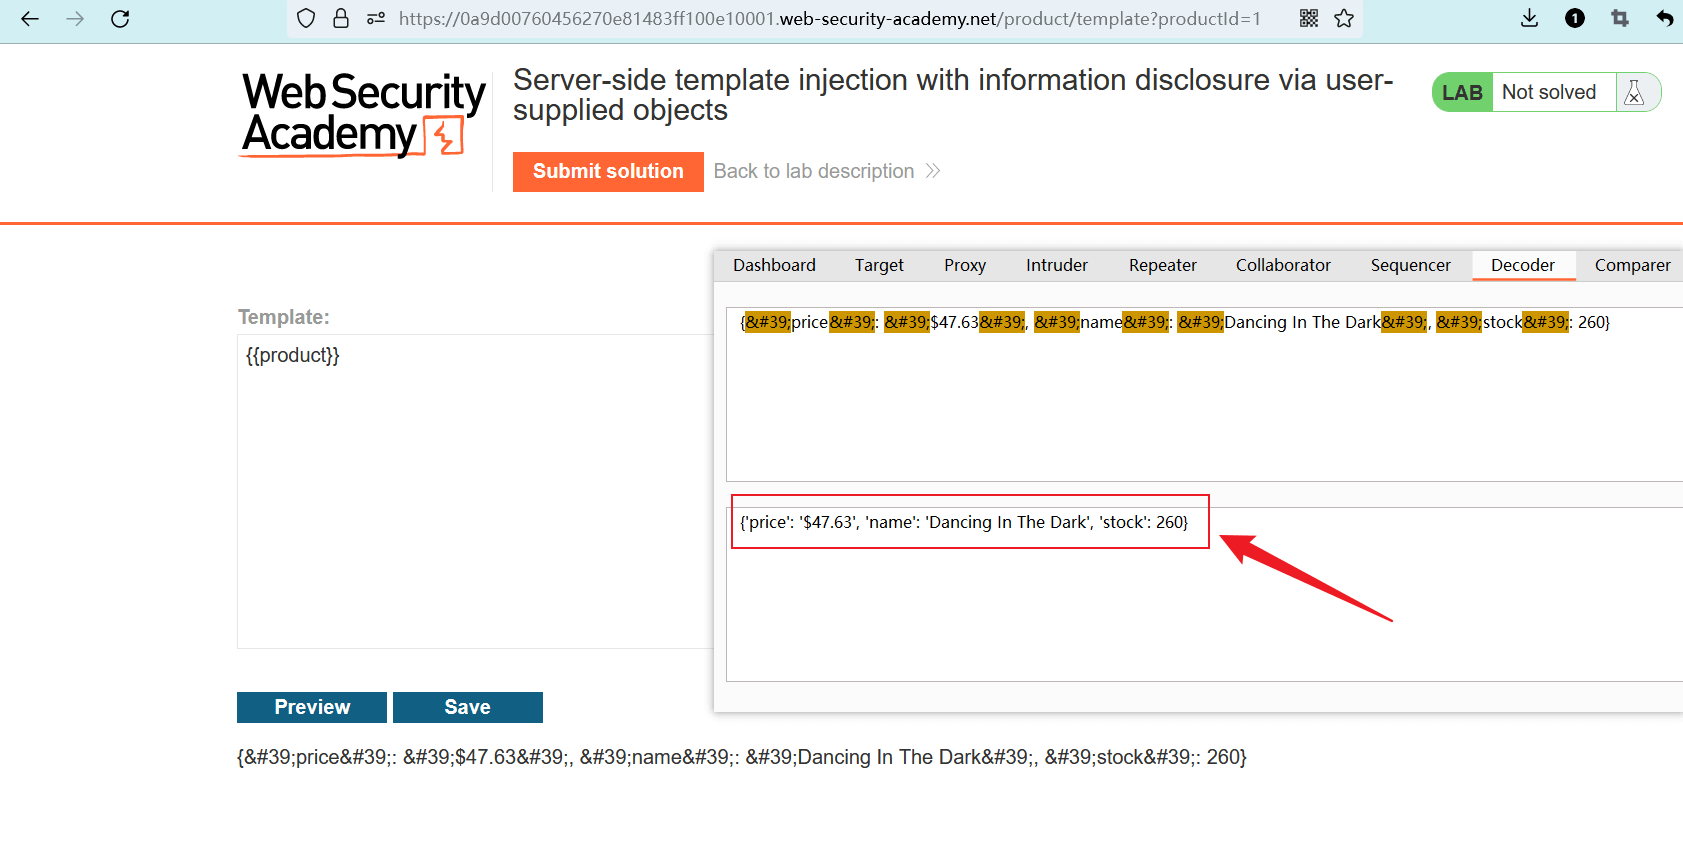 https://0a9d00760456270e81483ff100e10001.web-security-academy.net/product/template?productId=1
1
Web Security
Academy
Server-side template injection with information disclosure via user-
supplied objects
LAB Not solved
Submit solution
Back to lab description
Dashboard Target Proxy Intruder Repeater Collaborator Sequencer Decoder Comparer
Template:
{{product}}
{&#39;price&#39;: &#39;$47.63&#39;, &#39;name&#39;: &#39;Dancing In The Dark&#39;, &#39;stock&#39;: 260}
{'price': '$47.63', 'name': 'Dancing In The Dark', 'stock': 260}
Preview Save
{&#39;price&#39;: &#39;$47.63&#39;, &#39;name&#39;: &#39;Dancing In The Dark&#39;, &#39;stock&#39;: 260}